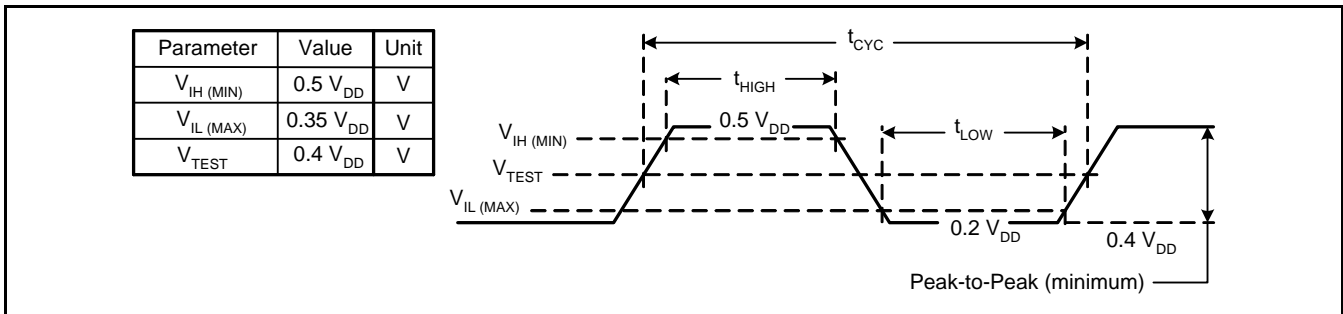 Parameter Value Unit
V_IH (MIN) 0.5 V_DD V
V_IL (MAX) 0.35 V_DD V
V_TEST 0.4 V_DD V
t_CYC
t_HIGH
0.5 V_DD
V_IH (MIN)
t_LOW
V_TEST
V_IL (MAX)
0.2 V_DD
0.4 V_DD
Peak-to-Peak (minimum)